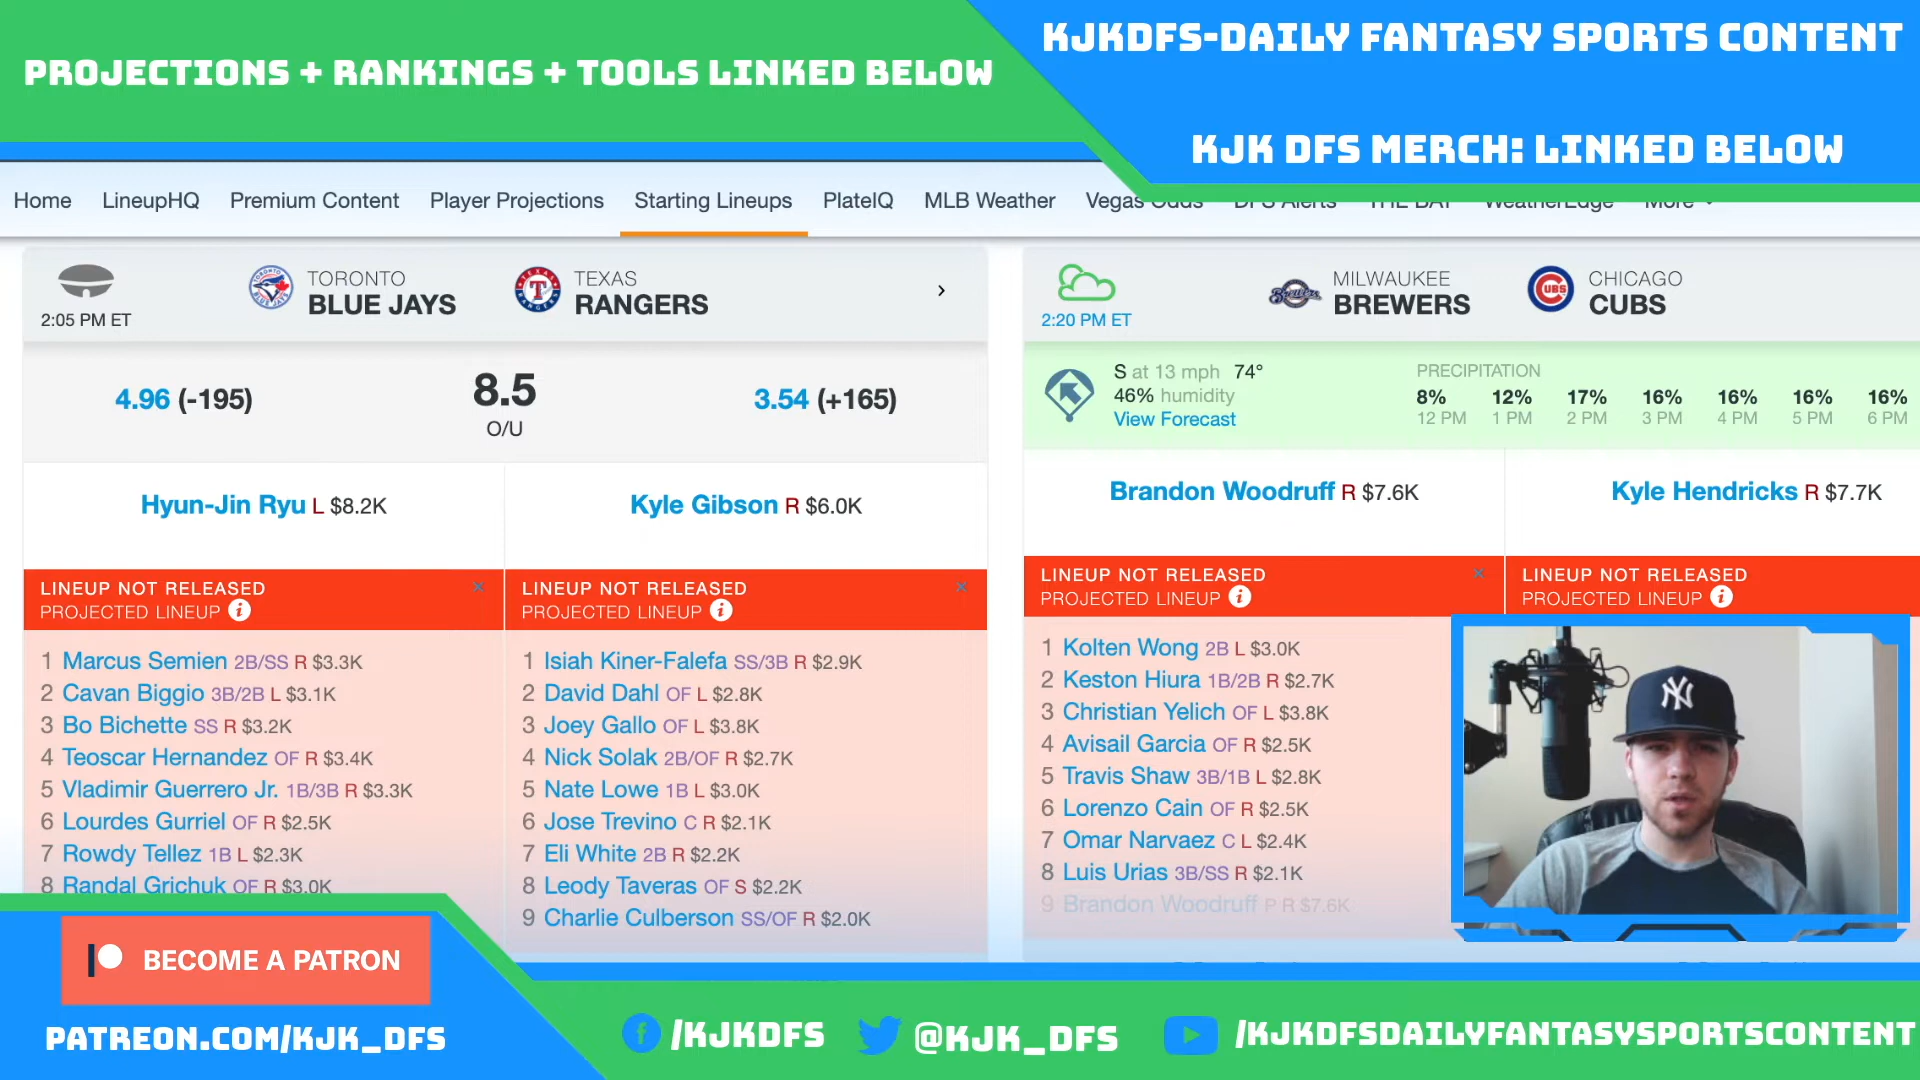 PROJECTIONS + RANKINGS + TOOLS LINKED BELOW
KJKDFS-DAILY FANTASY SPORTS CONTENT
KJK DFS MERCH: LINKED BELOW
Home LineupHQ Premium Content Player Projections Starting Lineups PlateIQ MLB Weather Vegas Odds DFS Alerts THE BAT WeatherEdge More
2:05 PM ET
TORONTO
BLUE JAYS
TEXAS
RANGERS
4.96 (-195)
8.5
O/U
3.54 (+165)
Hyun-Jin Ryu L $8.2K
Kyle Gibson R $6.0K
LINEUP NOT RELEASED
PROJECTED LINEUP
1 Marcus Semien 2B/SS R $3.3K
2 Cavan Biggio 3B/2B L $3.1K
3 Bo Bichette SS R $3.2K
4 Teoscar Hernandez OF R $3.4K
5 Vladimir Guerrero Jr. 1B/3B R $3.3K
6 Lourdes Gurriel OF R $2.5K
7 Rowdy Tellez 1B L $2.3K
8 Randal Grichuk OF R $3.0K
LINEUP NOT RELEASED
PROJECTED LINEUP
1 Isiah Kiner-Falefa SS/3B R $2.9K
2 David Dahl OF L $2.8K
3 Joey Gallo OF L $3.8K
4 Nick Solak 2B/OF R $2.7K
5 Nate Lowe 1B L $3.0K
6 Jose Trevino C R $2.1K
7 Eli White 2B R $2.2K
8 Leody Taveras OF S $2.2K
9 Charlie Culberson SS/OF R $2.0K
2:20 PM ET
MILWAUKEE
BREWERS
CHICAGO
CUBS
S at 13 mph 74°
46% humidity
View Forecast
PRECIPITATION
8% 12% 17% 16% 16% 16% 16%
12 PM 1 PM 2 PM 3 PM 4 PM 5 PM 6 PM
Brandon Woodruff R $7.6K
Kyle Hendricks R $7.7K
LINEUP NOT RELEASED
PROJECTED LINEUP
LINEUP NOT RELEASED
PROJECTED LINEUP
1 Kolten Wong 2B L $3.0K
2 Keston Hiura 1B/2B R $2.7K
3 Christian Yelich OF L $3.8K
4 Avisail Garcia OF R $2.5K
5 Travis Shaw 3B/1B L $2.8K
6 Lorenzo Cain OF R $2.5K
7 Omar Narvaez C L $2.4K
8 Luis Urias 3B/SS R $2.1K
9 Brandon Woodruff P R $7.6K
BECOME A PATRON
PATREON.COM/KJK_DFS
/KJKDFS
@KJK_DFS
/KJKDFSDAILYFANTASYSPORTSCONTENT